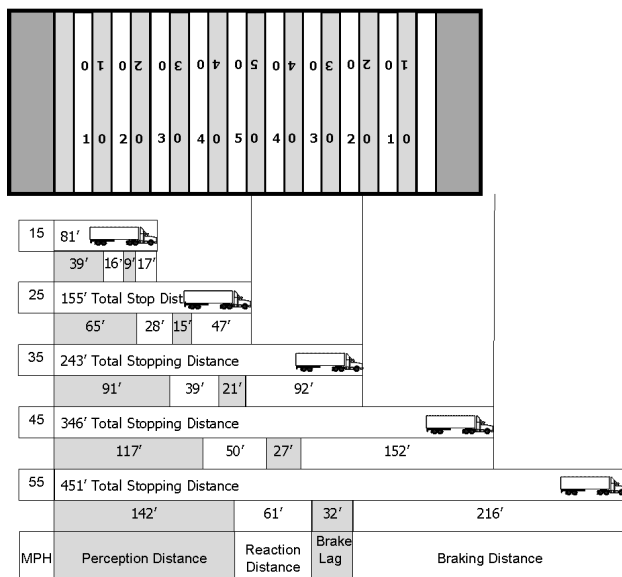 0 1 0 2 0 3 0 4 0 5 0 4 0 3 0 2 0 1
1 0 2 0 3 0 4 0 5 0 4 0 3 0 2 0 1 0
15 81′
39′ 16′ 9′ 17′
25 155′ Total Stop Dist
65′ 28′ 15′ 47′
35 243′ Total Stopping Distance
91′ 39′ 21′ 92′
45 346′ Total Stopping Distance
117′ 50′ 27′ 152′
55 451′ Total Stopping Distance
142′ 61′ 32′ 216′
MPH Perception Distance Reaction Distance Brake Lag Braking Distance